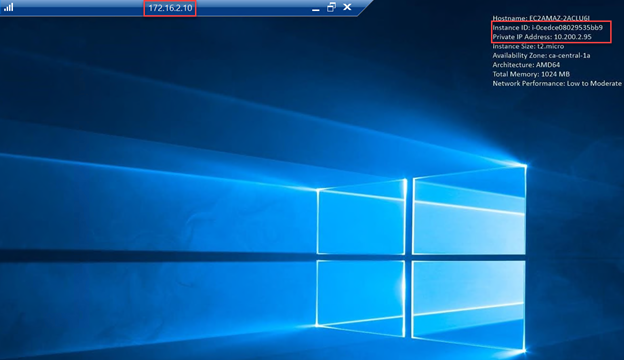 172.16.2.10
Hostname: EC2AMAZ-2ACLU6I
Instance ID: i-0cedce08029535bb9
Private IP Address: 10.200.2.95
Instance Size: t2.micro
Availability Zone: ca-central-1a
Architecture: AMD64
Total Memory: 1024 MB
Network Performance: Low to Moderate